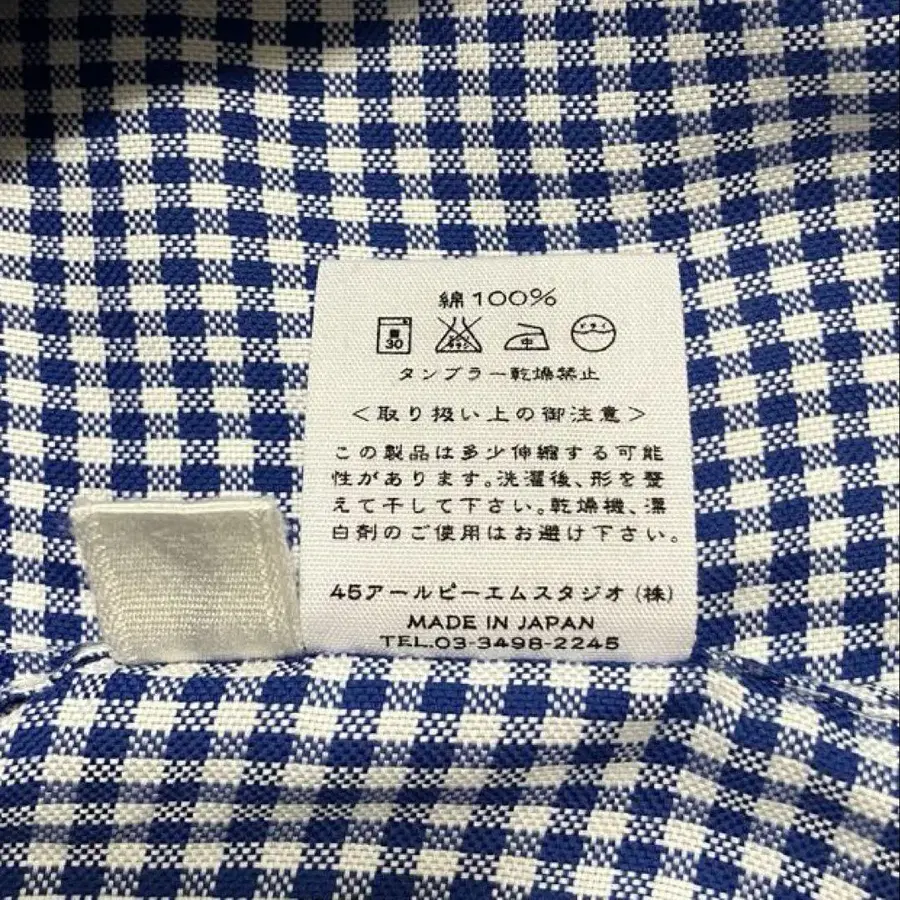 綿100%
30 中 ドライ
タンブラー乾燥禁止
<取り扱い上の御注意>
この製品は多少伸縮する可能
性があります。洗濯後、形を整
えて干して下さい。乾燥機、漂
白剤のご使用はお避け下さい。
45アールピーエムスタジオ(株)
MADE IN JAPAN
TEL.03-3498-2245